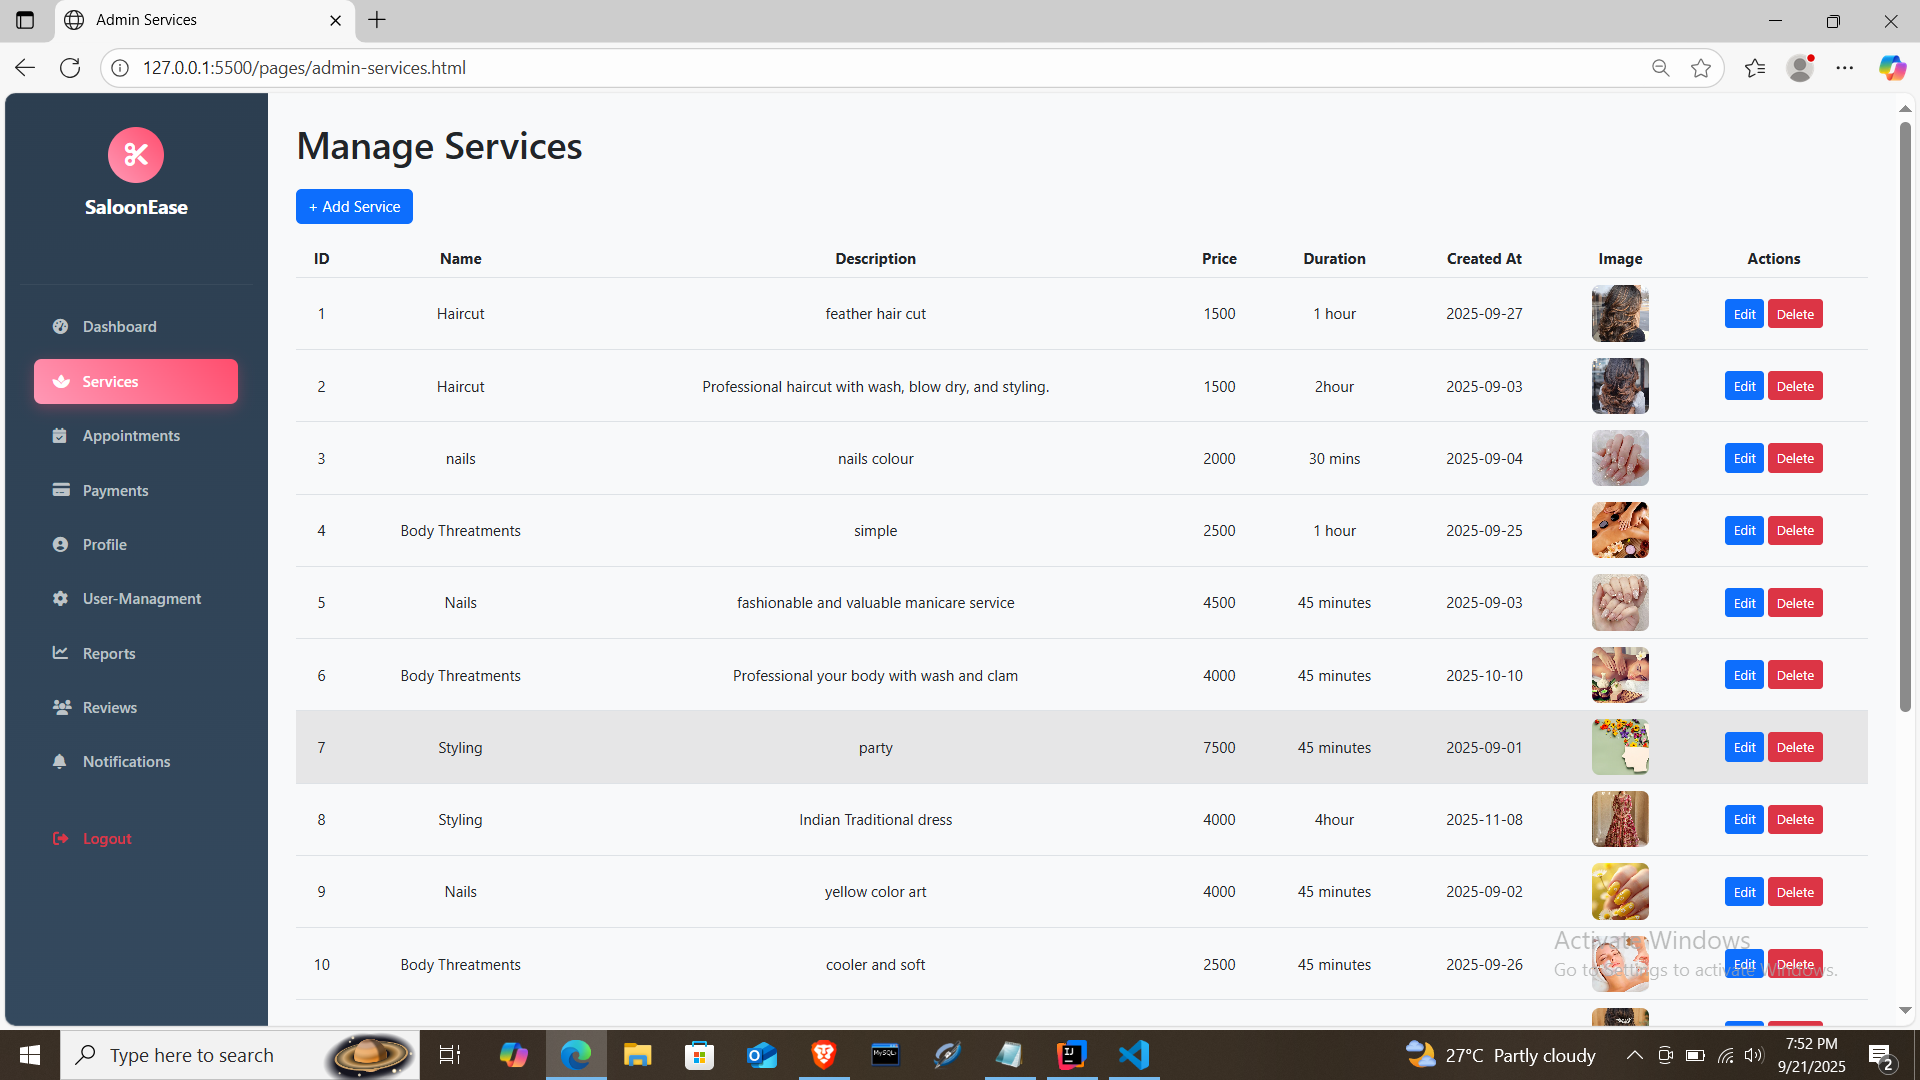 Admin Services
127.0.0.1:5500/pages/admin-services.html
SaloonEase
Dashboard
Services
Appointments
Payments
Profile
User-Managment
Reports
Reviews
Notifications
Logout
Manage Services
+ Add Service
ID Name Description Price Duration Created At Image Actions
1 Haircut feather hair cut 1500 1 hour 2025-09-27 Edit Delete
2 Haircut Professional haircut with wash, blow dry, and styling. 1500 2hour 2025-09-03 Edit Delete
3 nails nails colour 2000 30 mins 2025-09-04 Edit Delete
4 Body Threatments simple 2500 1 hour 2025-09-25 Edit Delete
5 Nails fashionable and valuable manicare service 4500 45 minutes 2025-09-03 Edit Delete
6 Body Threatments Professional your body with wash and clam 4000 45 minutes 2025-10-10 Edit Delete
7 Styling party 7500 45 minutes 2025-09-01 Edit Delete
8 Styling Indian Traditional dress 4000 4hour 2025-11-08 Edit Delete
9 Nails yellow color art 4000 45 minutes 2025-09-02 Edit Delete
10 Body Threatments cooler and soft 2500 45 minutes 2025-09-26 Edit Delete
Activate Windows
Go to Settings to activate Windows.
Type here to search
MySQL
IJ
27°C Partly cloudy
7:52 PM
9/21/2025
2